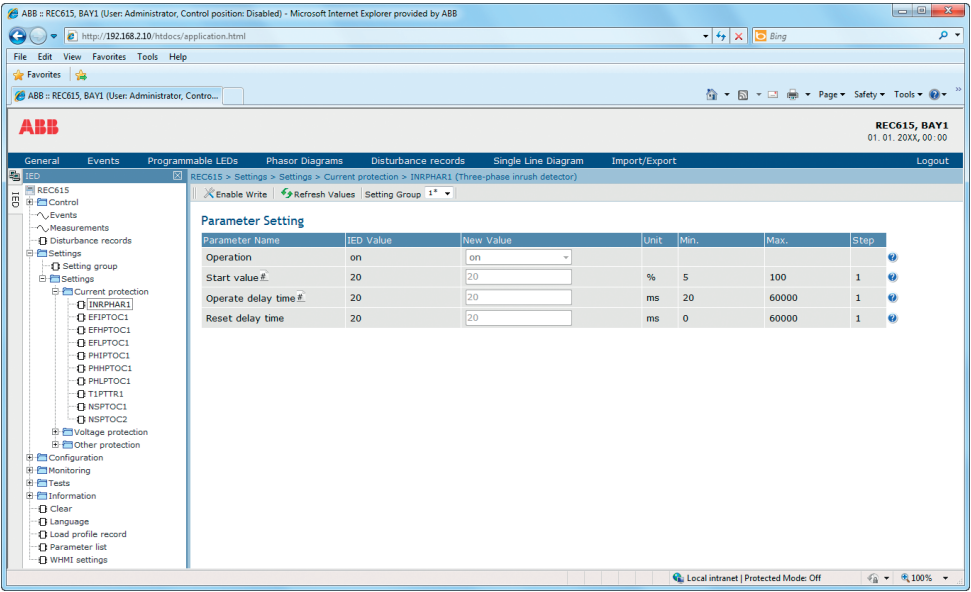 ABB :: REC615, BAY1 (User: Administrator, Control position: Disabled) - Microsoft Internet Explorer provided by ABB
http://192.168.2.10/htdocs/application.html
Bing
File Edit View Favorites Tools Help
Favorites
ABB :: REC615, BAY1 (User: Administrator, Contro...
Page Safety Tools
ABB
REC615, BAY1
01. 01. 20XX, 00:00
General Events Programmable LEDs Phasor Diagrams Disturbance records Single Line Diagram Import/Export Logout
IED
IED
REC615 > Settings > Settings > Current protection > INRPHAR1 (Three-phase inrush detector)
Enable Write Refresh Values Setting Group 1*
REC615
Control
Events
Measurements
Disturbance records
Settings
Setting group
Settings
Current protection
INRPHAR1
EFIPTOC1
EFHPTOC1
EFLPTOC1
PHIPTOC1
PHHPTOC1
PHLPTOC1
T1PTTR1
NSPTOC1
NSPTOC2
Voltage protection
Other protection
Configuration
Monitoring
Tests
Information
Clear
Language
Load profile record
Parameter list
WHMI settings
Parameter Setting
Parameter Name IED Value New Value Unit Min. Max. Step
Operation on on
Start value # 20 20 % 5 100 1
Operate delay time # 20 20 ms 20 60000 1
Reset delay time 20 20 ms 0 60000 1
Local intranet | Protected Mode: Off
100%